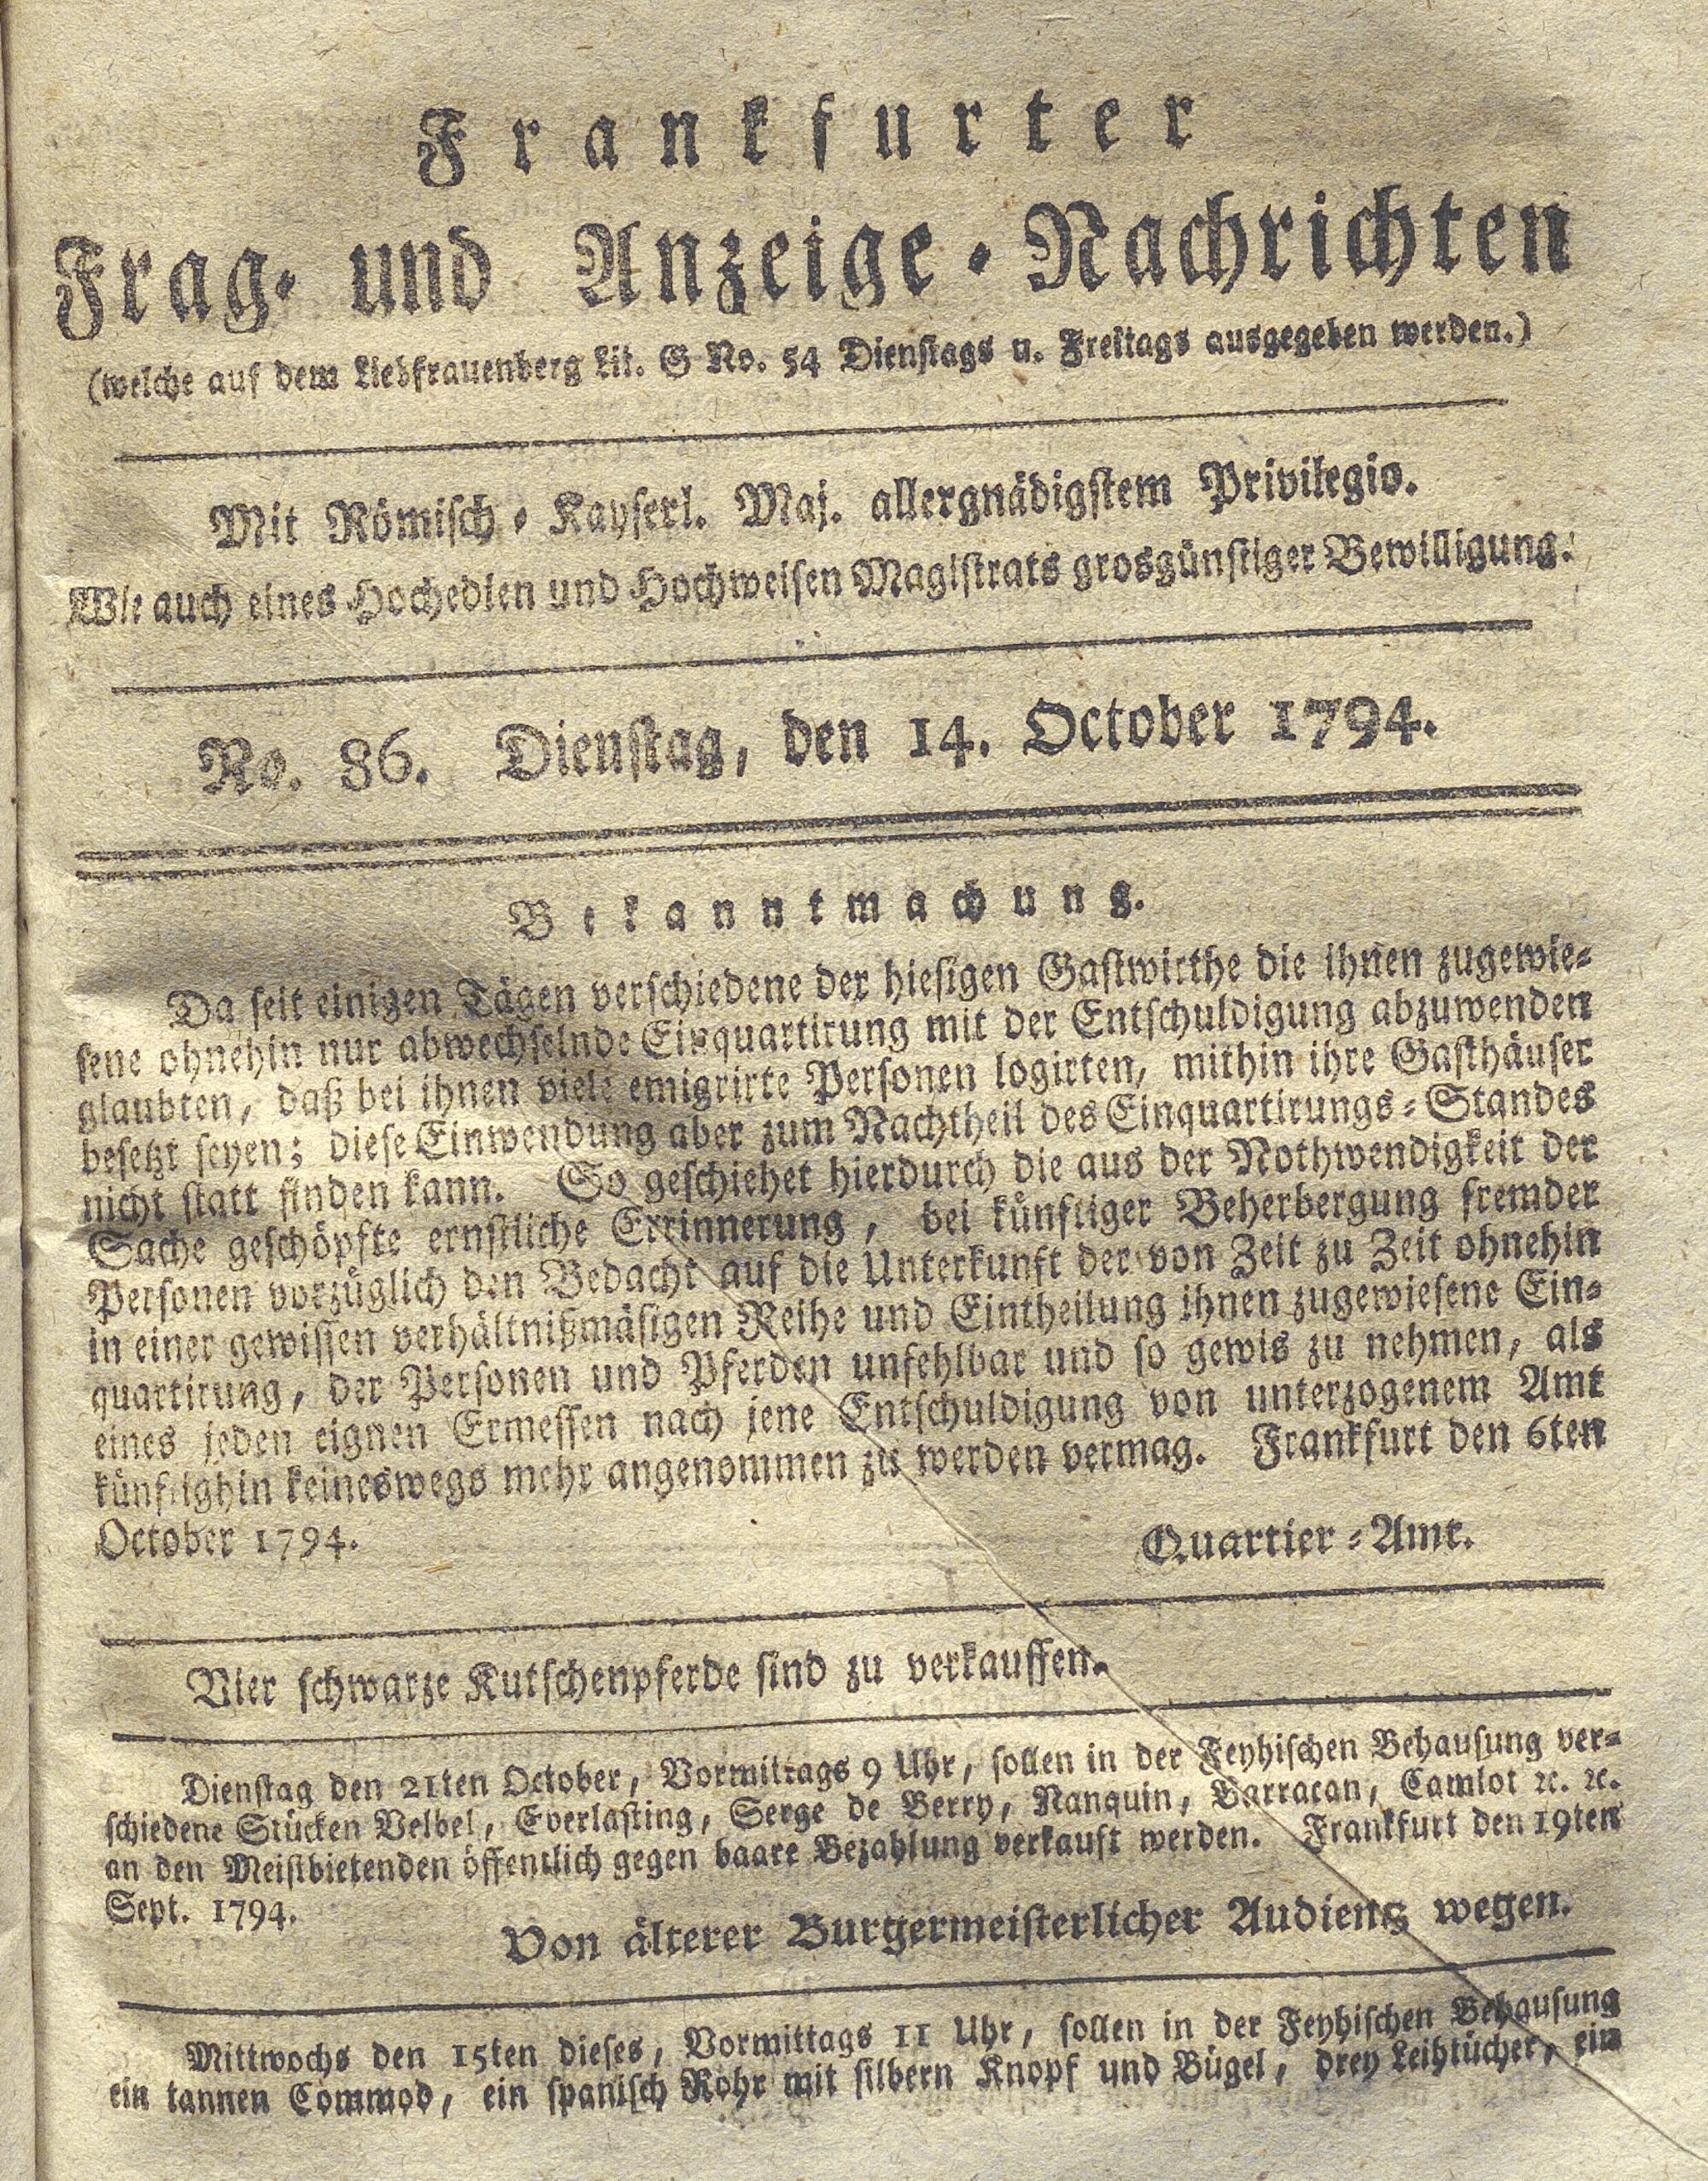 Frankfurter
Frag- und Anzeige-Nachrichten
(welche auf dem Liebfrauenberg Lit. G No. 54 Dienstags u. Freitags ausgegeben werden.)
Mit Römisch-Kayserl. Maj. allergnädigstem Privilegio.
Wie auch eines Hochedlen und Hochweisen Magistrats grosgünstiger Bewilligung.
No. 86. Dienstag, den 14. October 1794.
Bekanntmachung.
Da seit einigen Tägen verschiedene der hiesigen Gastwirthe die ihnen zugewie-
sene ohnehin nur abwechselnde Einquartirung mit der Entschuldigung abzuwenden
glaubten, daß bei ihnen viele emigrirte Personen logirten, mithin ihre Gasthäuser
besetzt seyen; diese Einwendung aber zum Nachtheil des Einquartirungs-Standes
nicht statt finden kann. So geschiehet hierdurch die aus der Nothwendigkeit der
Sache geschöpfte ernstliche Errinnerung, bei künftiger Beherbergung fremder
Personen vorzüglich den Bedacht auf die Unterkunft der von Zeit zu Zeit ohnehin
in einer gewissen verhältnißmäsigen Reihe und Eintheilung ihnen zugewiesene Ein-
quartirung, der Personen und Pferden unfehlbar und so gewis zu nehmen, als
eines jeden eignen Ermessen nach jene Entschuldigung von unterzogenem Amt
künftighin keineswegs mehr angenommen zu werden vermag. Frankfurt den 6ten
October 1794.
Quartier-Amt.
Vier schwarze Kutschenpferde sind zu verkauffen.
Dienstag den 21ten October, Vormittags 9 Uhr, sollen in der Feyhischen Behausung ver-
schiedene Stücken Velbel, Everlasting, Serge de Berry, Nanquin, Barracan, Camlot ꝛc. ꝛc.
an den Meistbietenden öffentlich gegen baare Bezahlung verkauft werden. Frankfurt den 19ten
Sept. 1794.
Von älterer Burgermeisterlicher Audienz wegen.
Mittwochs den 15ten dieses, Vormittags 11 Uhr, sollen in der Feyhischen Behausung
ein tannen Commod, ein spanisch Rohr mit silbern Knopf und Bügel, drey Leihtücher, ein